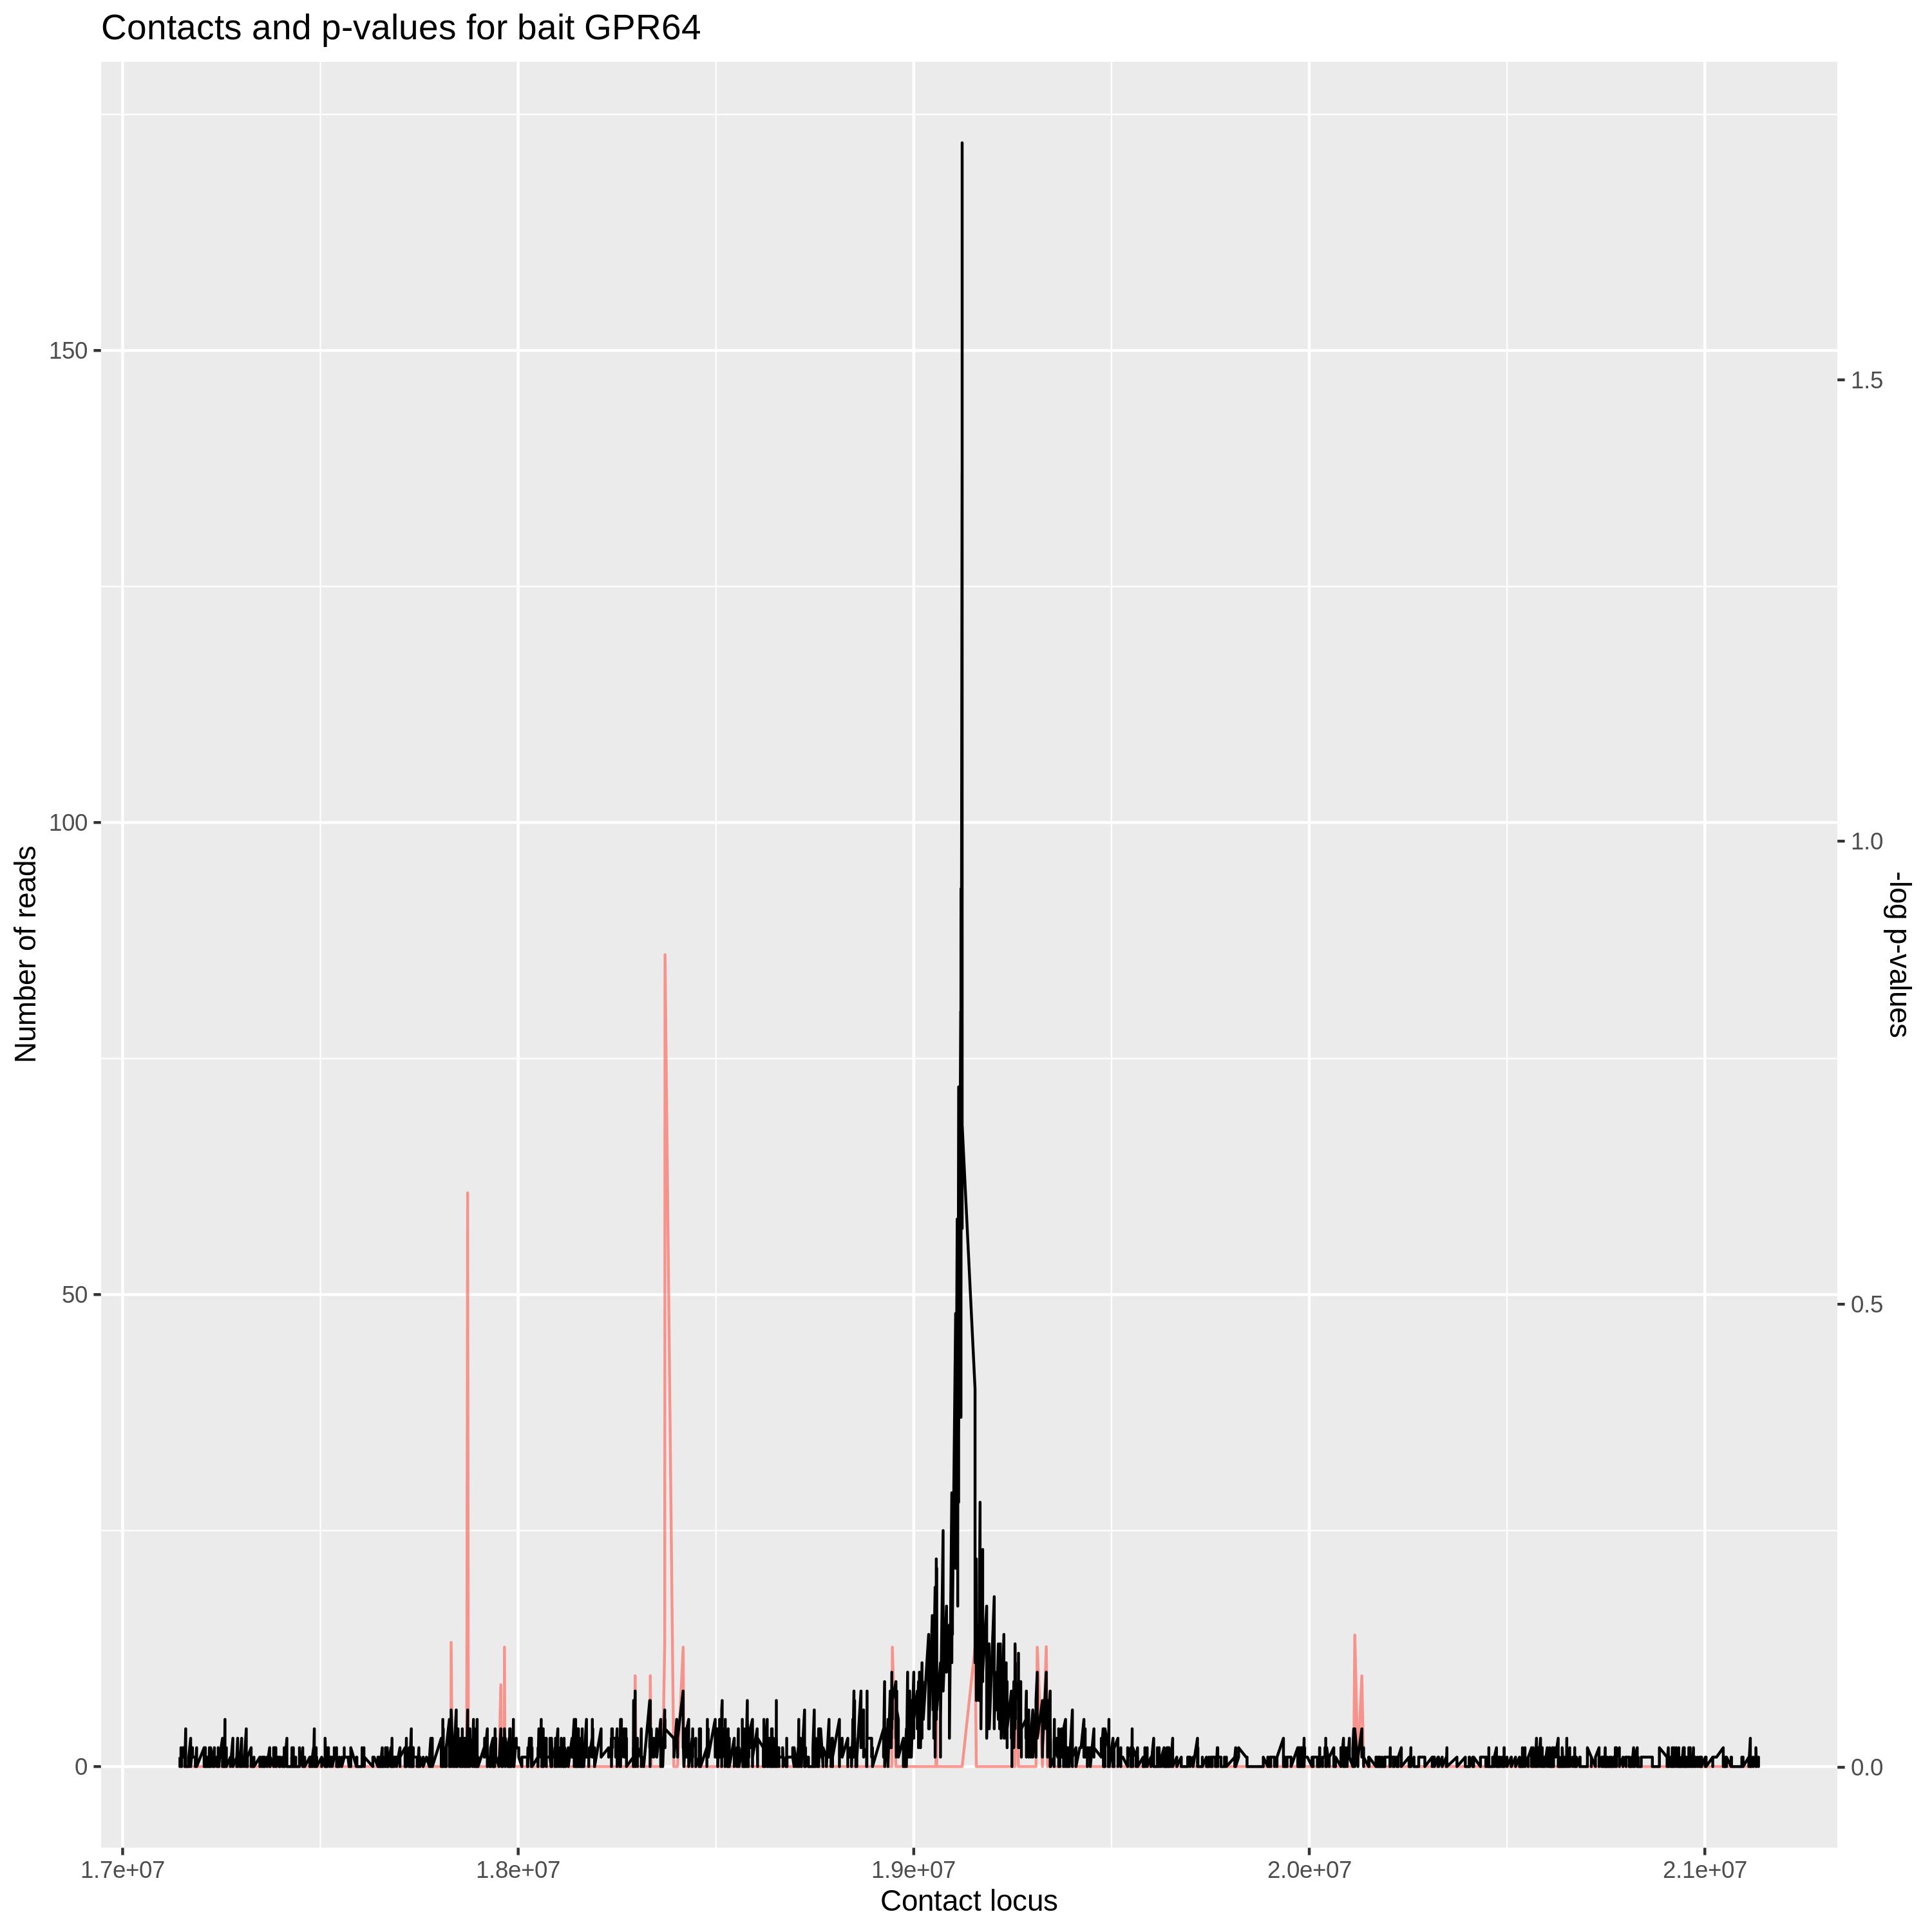 Contacts and p-values for bait GPR64
150
100
50
0
Number of reads
1.5
1.0
0.5
0.0
-log p-values
1.7e+07
1.8e+07
1.9e+07
2.0e+07
2.1e+07
Contact locus